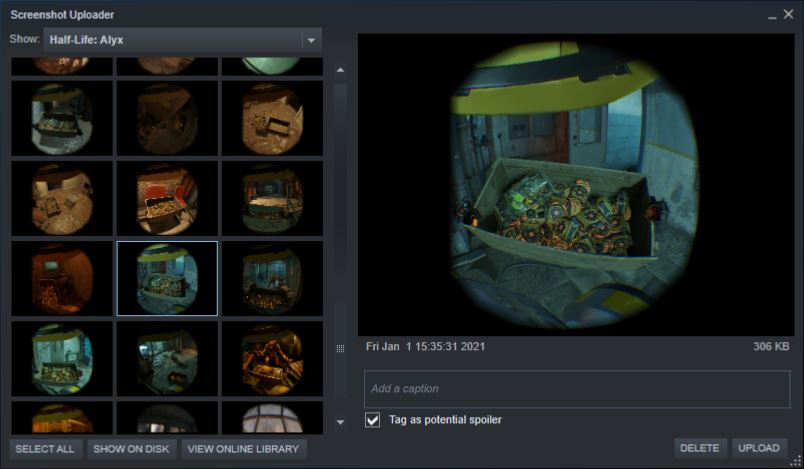 Screenshot Uploader
Show: Half-Life: Alyx
Fri Jan 1 15:35:31 2021
306 KB
Add a caption
Tag as potential spoiler
SELECT ALL
SHOW ON DISK
VIEW ONLINE LIBRARY
DELETE
UPLOAD